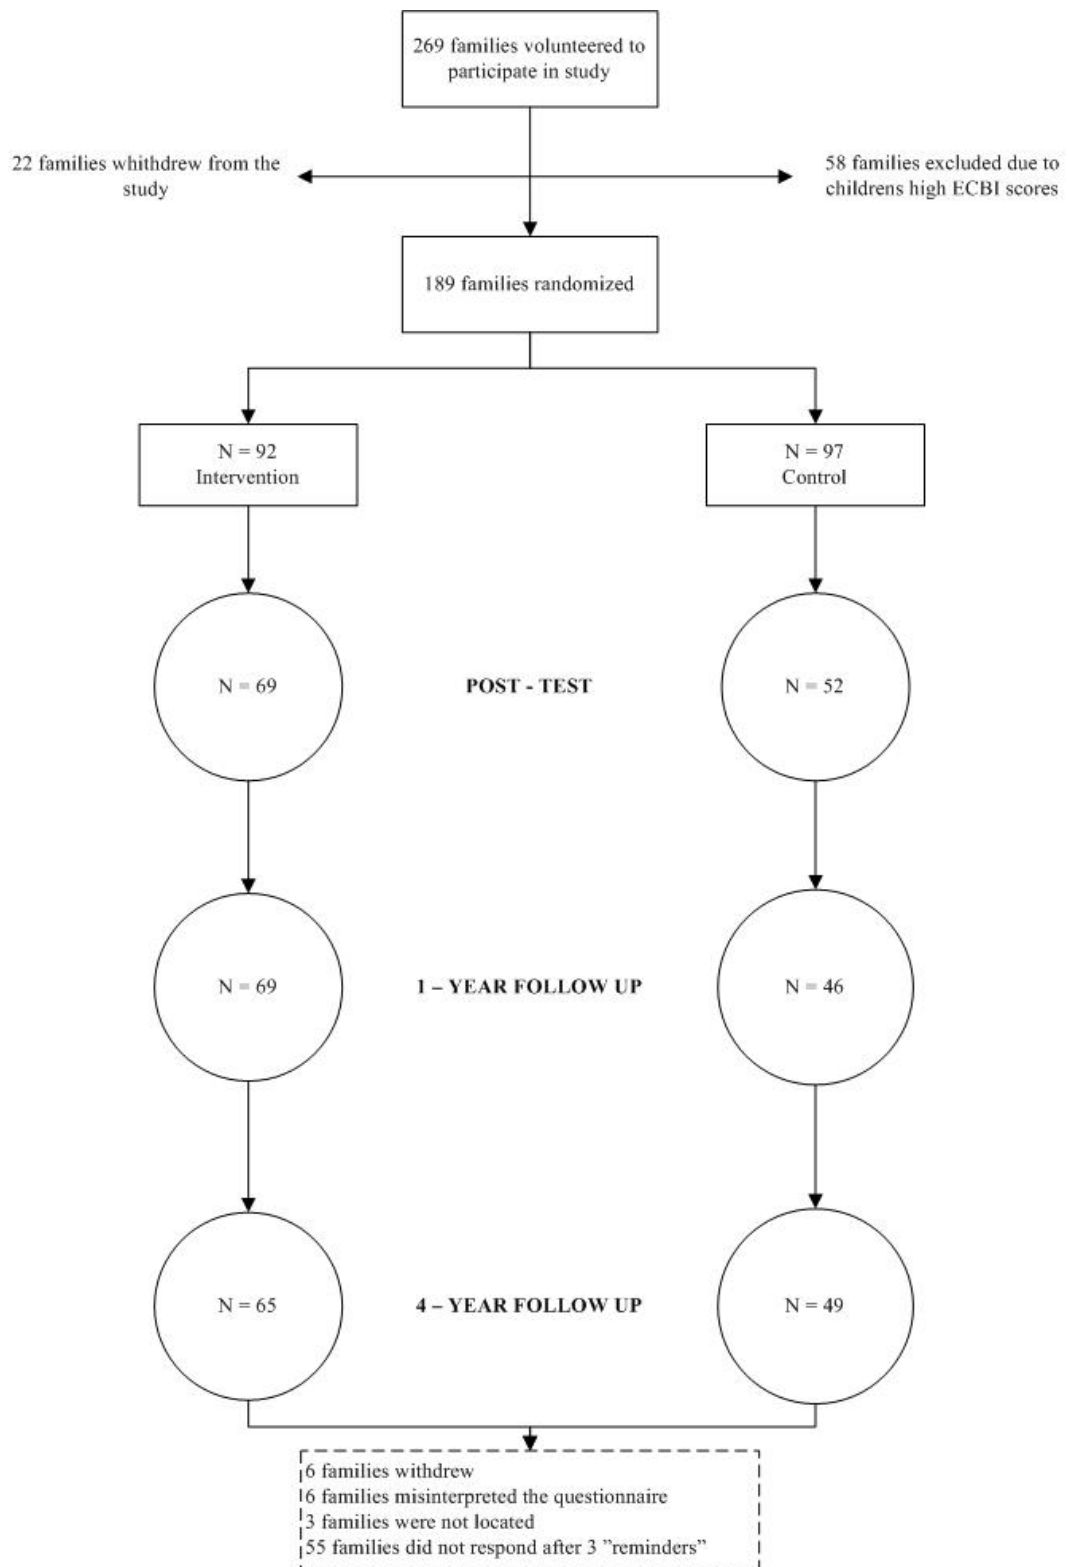 269 families volunteered to
participate in study
22 families whithdrew from the
study
58 families excluded due to
childrens high ECBI scores
189 families randomized
N = 92
Intervention
N = 97
Control
N = 69
POST - TEST
N = 52
N = 69
1 – YEAR FOLLOW UP
N = 46
N = 65
4 – YEAR FOLLOW UP
N = 49
6 families withdrew
6 families misinterpreted the questionnaire
3 families were not located
55 families did not respond after 3 ”reminders”